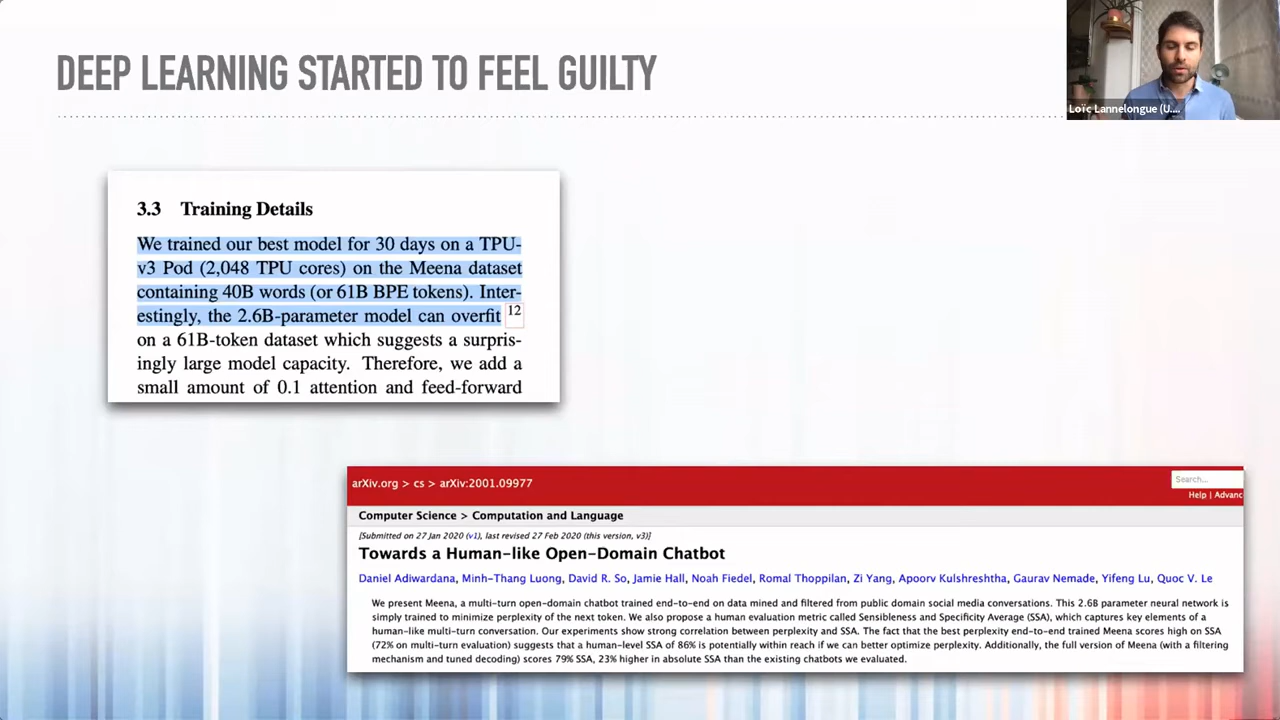 DEEP LEARNING STARTED TO FEEL GUILTY
Loïc Lannelongue (U....
3.3 Training Details
We trained our best model for 30 days on a TPU-
v3 Pod (2,048 TPU cores) on the Meena dataset
containing 40B words (or 61B BPE tokens). Inter-
estingly, the 2.6B-parameter model can overfit 12
on a 61B-token dataset which suggests a surpris-
ingly large model capacity. Therefore, we add a
small amount of 0.1 attention and feed-forward
arXiv.org > cs > arXiv:2001.09977
Search...
Help | Advanc
Computer Science > Computation and Language
[Submitted on 27 Jan 2020 (v1), last revised 27 Feb 2020 (this version, v3)]
Towards a Human-like Open-Domain Chatbot
Daniel Adiwardana, Minh-Thang Luong, David R. So, Jamie Hall, Noah Fiedel, Romal Thoppilan, Zi Yang, Apoorv Kulshreshtha, Gaurav Nemade, Yifeng Lu, Quoc V. Le
We present Meena, a multi-turn open-domain chatbot trained end-to-end on data mined and filtered from public domain social media conversations. This 2.6B parameter neural network is
simply trained to minimize perplexity of the next token. We also propose a human evaluation metric called Sensibleness and Specificity Average (SSA), which captures key elements of a
human-like multi-turn conversation. Our experiments show strong correlation between perplexity and SSA. The fact that the best perplexity end-to-end trained Meena scores high on SSA
(72% on multi-turn evaluation) suggests that a human-level SSA of 86% is potentially within reach if we can better optimize perplexity. Additionally, the full version of Meena (with a filtering
mechanism and tuned decoding) scores 79% SSA, 23% higher in absolute SSA than the existing chatbots we evaluated.